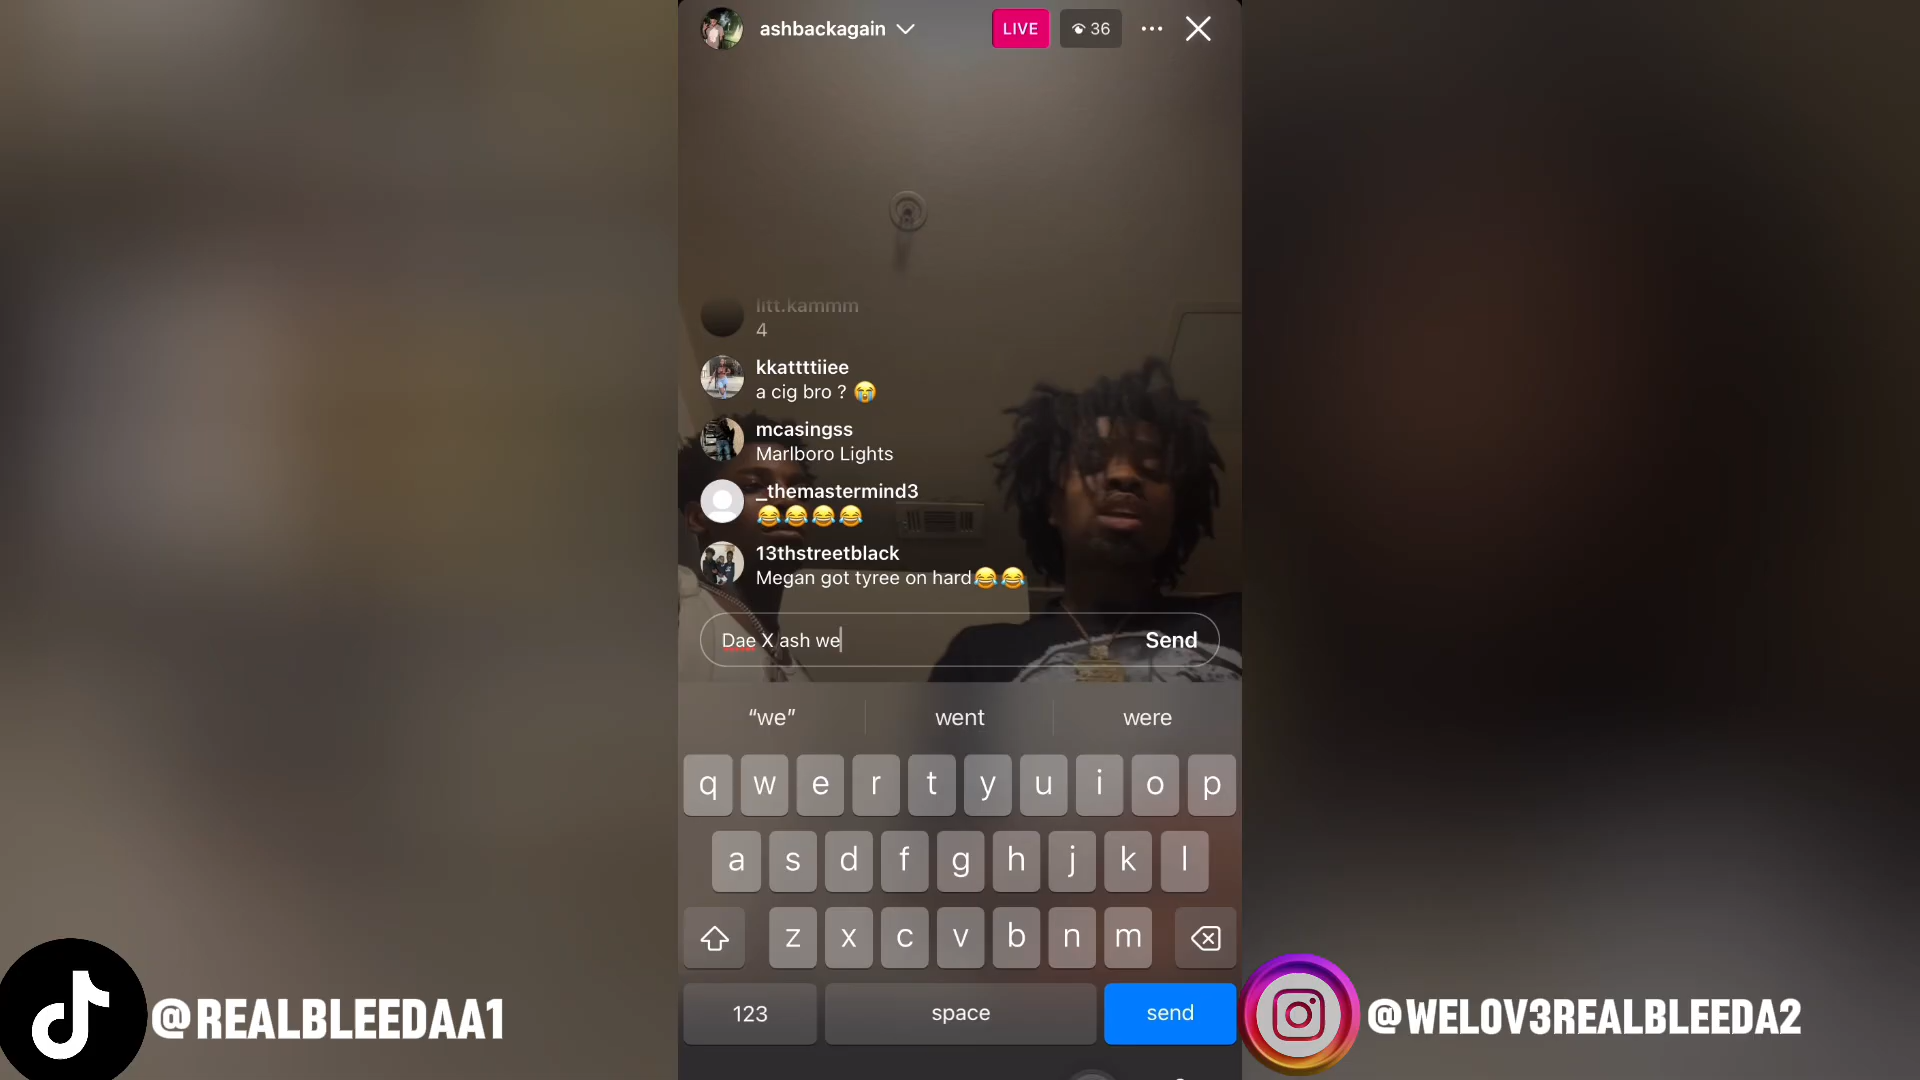 ashbackagain
LIVE
36
litt.kammm
4
kkattttiiee
a cig bro ? 😭
mcasingss
Marlboro Lights
_themastermind3
😂😂😂😂
13thstreetblack
Megan got tyree on hard😂😂
Dae X ash we
Send
“we” went were
q w e r t y u i o p
a s d f g h j k l
z x c v b n m
123 space send
@REALBLEEDAA1
@WELOV3REALBLEEDA2